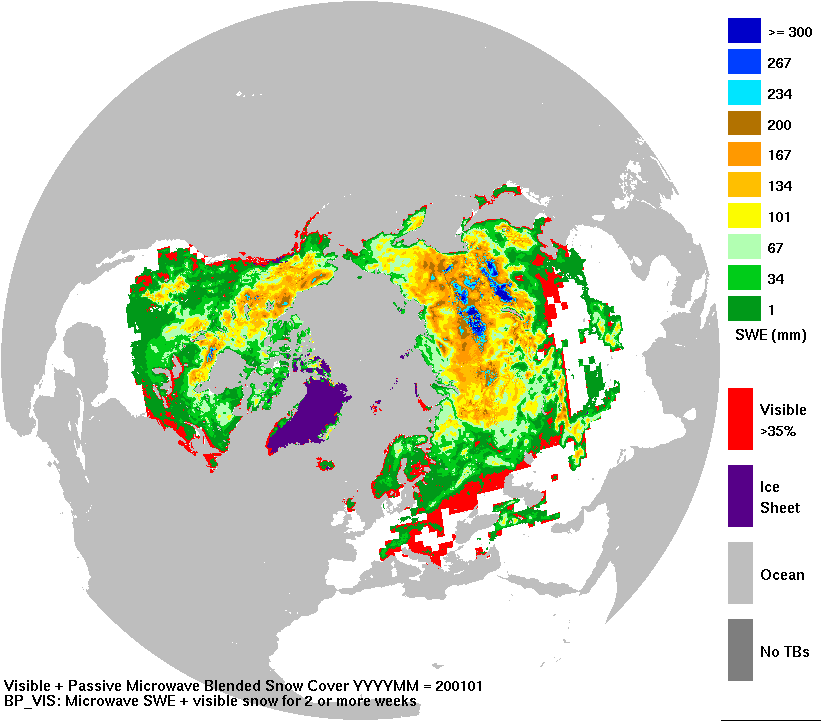 >= 300
267
234
200
167
134
101
67
34
1
SWE (mm)
Visible
>35%
Ice
Sheet
Ocean
No TBs
Visible + Passive Microwave Blended Snow Cover YYYYMM = 200101
BP_VIS: Microwave SWE + visible snow for 2 or more weeks